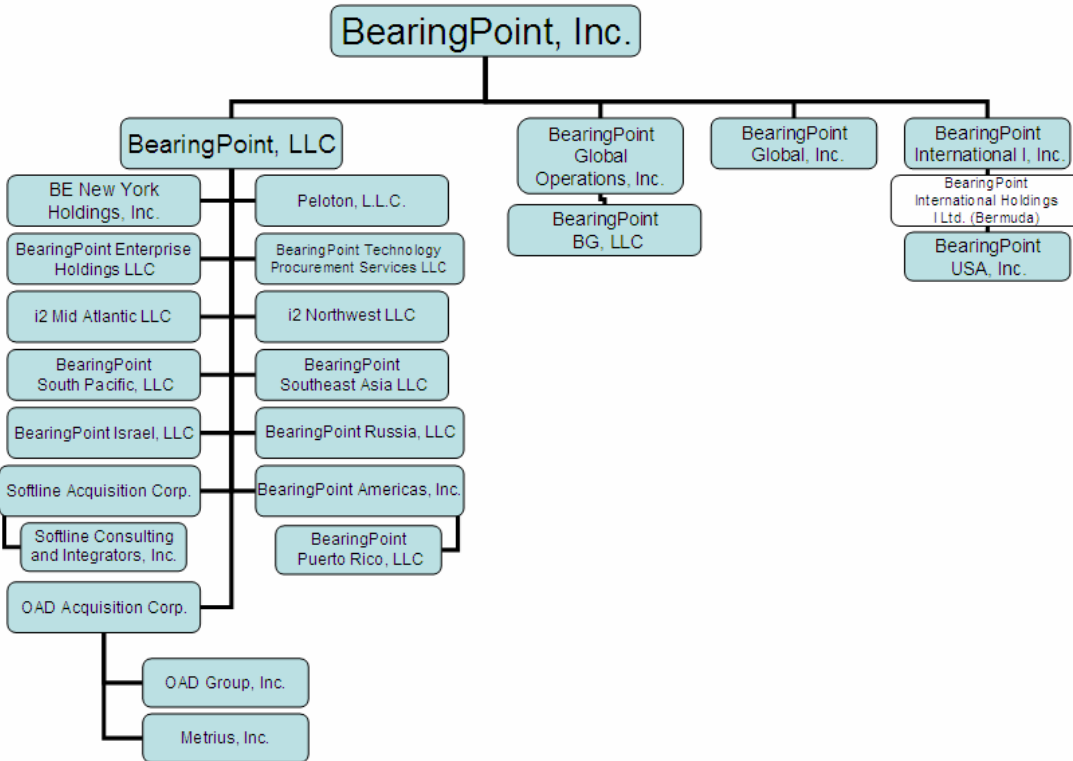 BearingPoint, Inc.
BearingPoint, LLC
BearingPoint
Global
Operations, Inc.
BearingPoint
Global, Inc.
BearingPoint
International I, Inc.
BE New York
Holdings, Inc.
Peloton, L.L.C.
BearingPoint
BG, LLC
BearingPoint
International Holdings
I Ltd. (Bermuda)
BearingPoint Enterprise
Holdings LLC
BearingPoint Technology
Procurement Services LLC
BearingPoint
USA, Inc.
i2 Mid Atlantic LLC
i2 Northwest LLC
BearingPoint
South Pacific, LLC
BearingPoint
Southeast Asia LLC
BearingPoint Israel, LLC
BearingPoint Russia, LLC
Softline Acquisition Corp.
BearingPoint Americas, Inc.
Softline Consulting
and Integrators, Inc.
BearingPoint
Puerto Rico, LLC
OAD Acquisition Corp.
OAD Group, Inc.
Metrius, Inc.